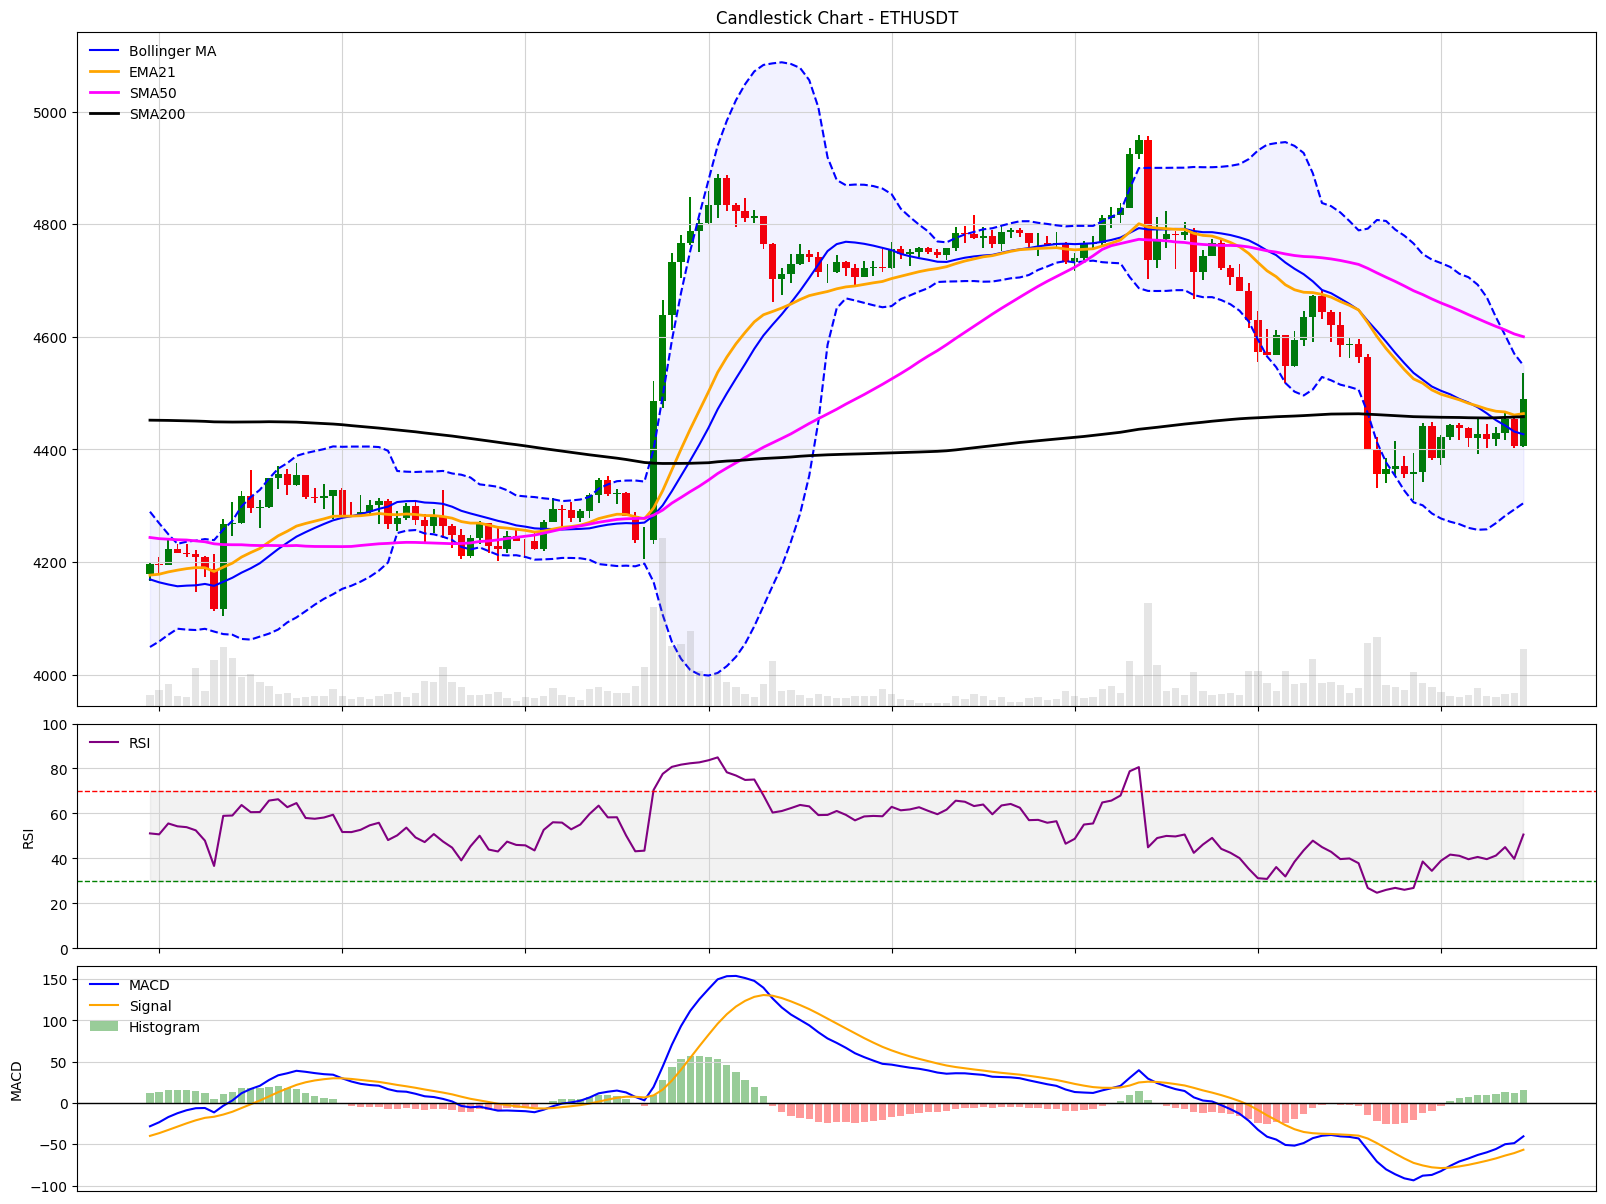 Candlestick Chart - ETHUSDT
Bollinger MA
EMA21
SMA50
SMA200
5000
4800
4600
4400
4200
4000
100
80
60
40
20
0
RSI
RSI
150
100
50
0
−50
−100
MACD
MACD
Signal
Histogram